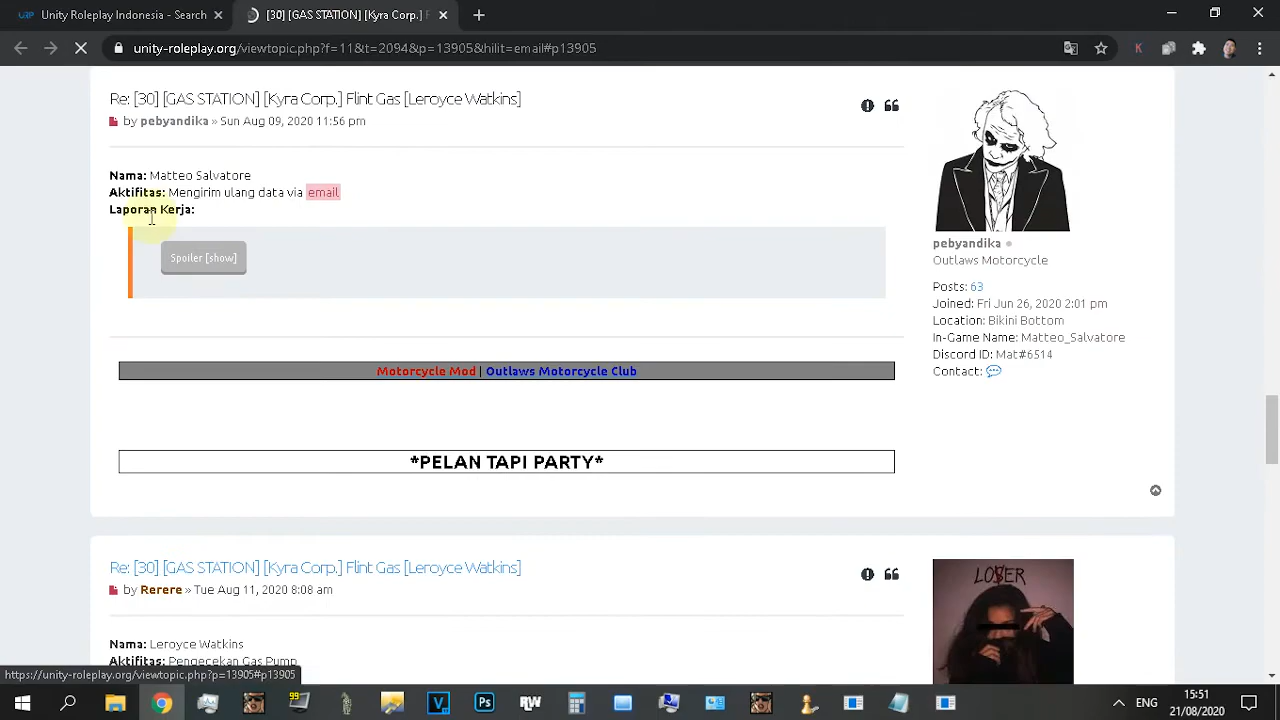 Unity Roleplay Indonesia - Search
[30] [GAS STATION] [Kyra Corp.] F
unity-roleplay.org/viewtopic.php?f=11&t=2094&p=13905&hilit=email#p13905
Re: [30] [GAS STATION] [Kyra Corp.] Flint Gas [Leroyce Watkins]
by pebyandika » Sun Aug 09, 2020 11:56 pm
Nama: Matteo Salvatore
Aktifitas: Mengirim ulang data via email
Laporan Kerja:
Spoiler [show]
Motorcycle Mod | Outlaws Motorcycle Club
*PELAN TAPI PARTY*
pebyandika
Outlaws Motorcycle
Posts: 63
Joined: Fri Jun 26, 2020 2:01 pm
Location: Bikini Bottom
In-Game Name: Matteo_Salvatore
Discord ID: Mat#6514
Contact:
Re: [30] [GAS STATION] [Kyra Corp.] Flint Gas [Leroyce Watkins]
by Rerere » Tue Aug 11, 2020 8:08 am
Nama: Leroyce Watkins
Aktifitas: Pengecekan Gas Pump
LOVER
https://unity-roleplay.org/viewtopic.php?p=13905#p13905
99
V
Ps
RW
ENG
15:51
21/08/2020